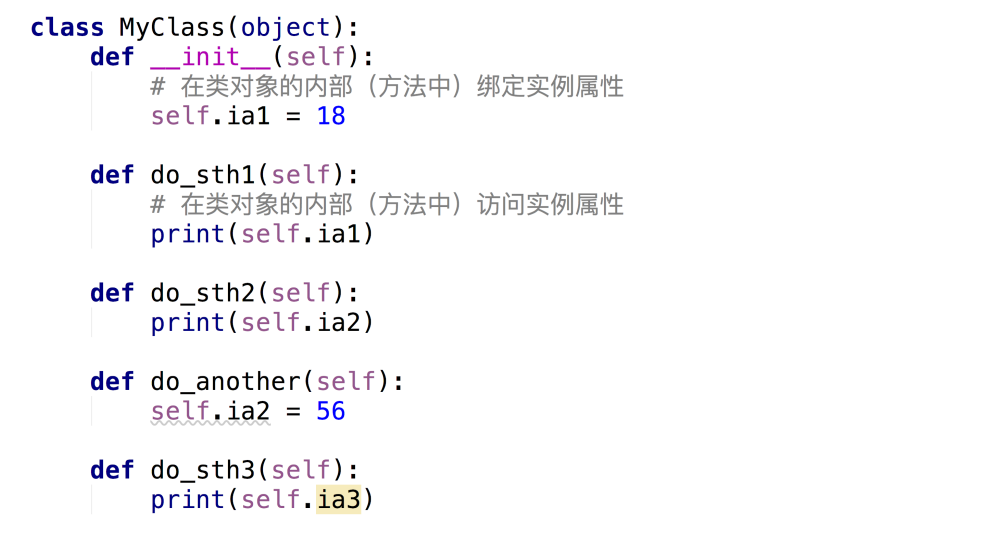 class MyClass(object):
    def __init__(self):
        # 在类对象的内部（方法中）绑定实例属性
        self.ia1 = 18
    def do_sth1(self):
        # 在类对象的内部（方法中）访问实例属性
        print(self.ia1)
    def do_sth2(self):
        print(self.ia2)
    def do_another(self):
        self.ia2 = 56
    def do_sth3(self):
        print(self.ia3)